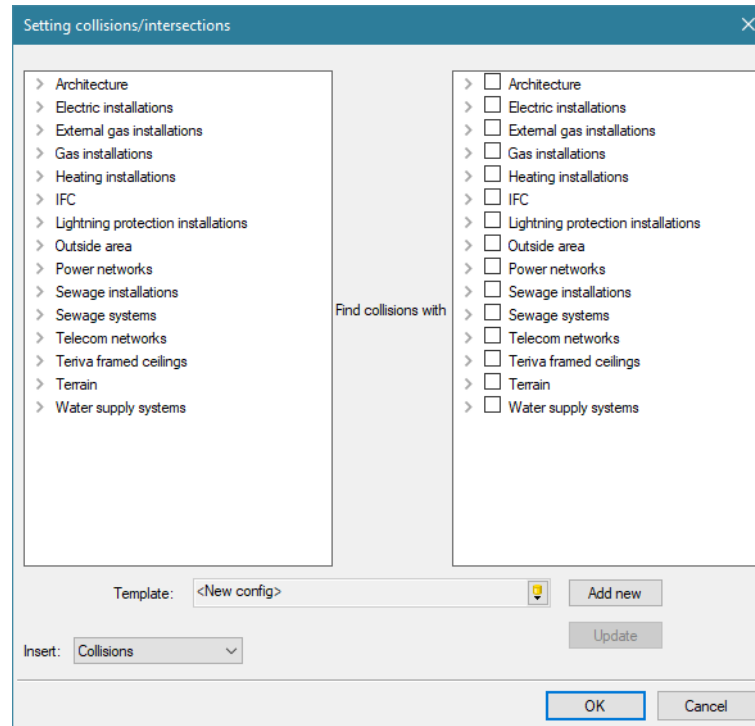 Setting collisions/intersections
Architecture
Electric installations
External gas installations
Gas installations
Heating installations
IFC
Lightning protection installations
Outside area
Power networks
Sewage installations
Sewage systems
Telecom networks
Teriva framed ceilings
Terrain
Water supply systems
Find collisions with
Architecture
Electric installations
External gas installations
Gas installations
Heating installations
IFC
Lightning protection installations
Outside area
Power networks
Sewage installations
Sewage systems
Telecom networks
Teriva framed ceilings
Terrain
Water supply systems
Template: <New config> Add new
Update
Insert: Collisions
OK Cancel